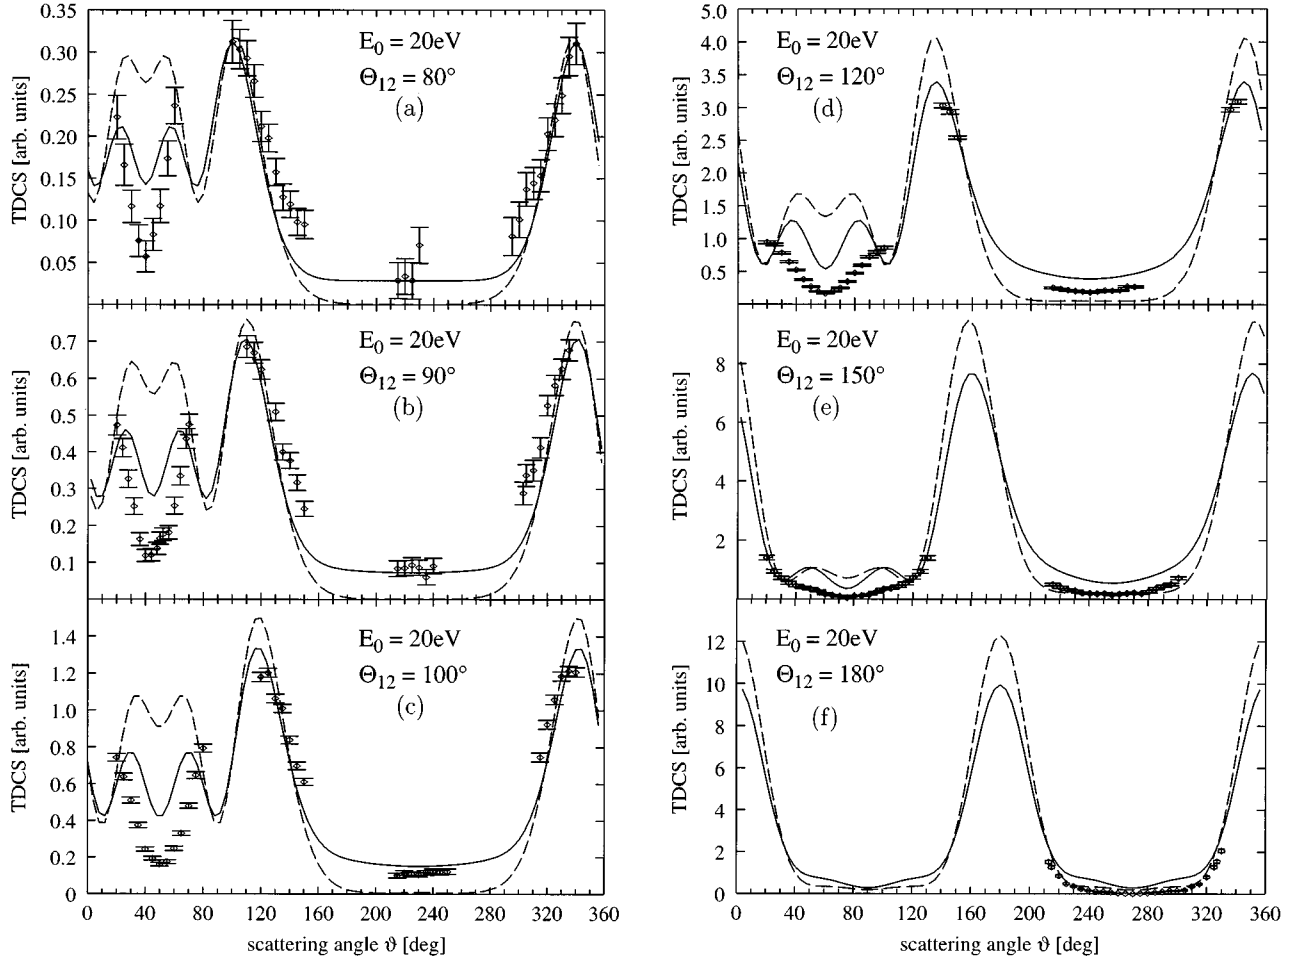 0.35
0.30
0.25
0.20
0.15
0.10
0.05
TDCS [arb. units]
E₀ = 20eV
Θ₁₂ = 80°
(a)
0.7
0.6
0.5
0.4
0.3
0.2
0.1
TDCS [arb. units]
E₀ = 20eV
Θ₁₂ = 90°
(b)
1.4
1.2
1.0
0.8
0.6
0.4
0.2
0
TDCS [arb. units]
E₀ = 20eV
Θ₁₂ = 100°
(c)
0 40 80 120 160 200 240 280 320 360
scattering angle ϑ [deg]
5.0
4.0
3.5
3.0
2.5
2.0
1.5
1.0
0.5
TDCS [arb. units]
E₀ = 20eV
Θ₁₂ = 120°
(d)
8
6
4
2
TDCS [arb. units]
E₀ = 20eV
Θ₁₂ = 150°
(e)
12
10
8
6
4
2
0
TDCS [arb. units]
E₀ = 20eV
Θ₁₂ = 180°
(f)
0 40 80 120 160 200 240 280 320 360
scattering angle ϑ [deg]